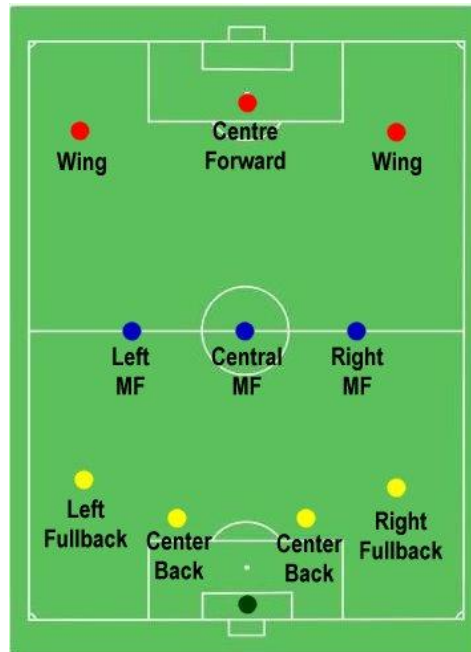 Centre
Forward
Wing
Wing
Left
MF
Central
MF
Right
MF
Left
Fullback
Center
Back
Center
Back
Right
Fullback